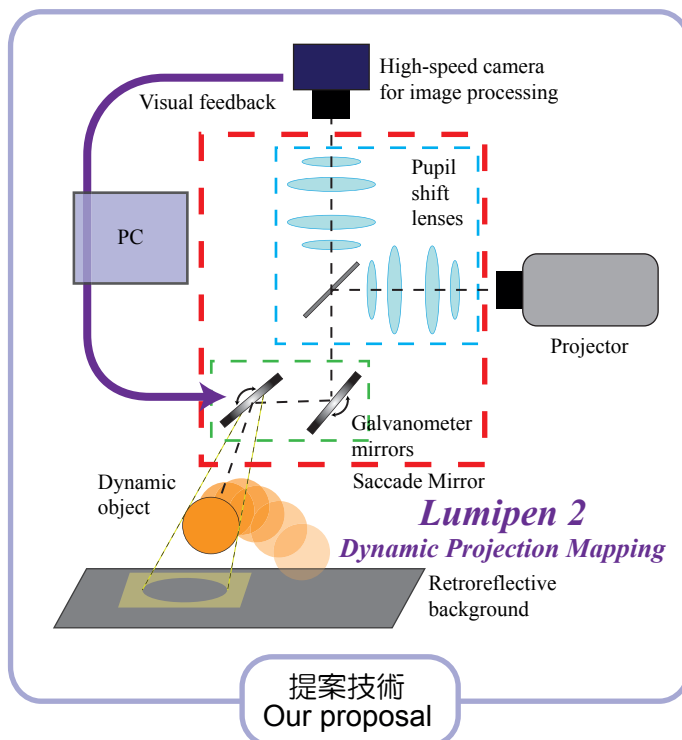 High-speed camera
for image processing
Visual feedback
Pupil
shift
lenses
PC
Projector
Galvanometer
mirrors
Saccade Mirror
Dynamic
object
Lumipen 2
Dynamic Projection Mapping
Retroreflective
background
提案技術
Our proposal